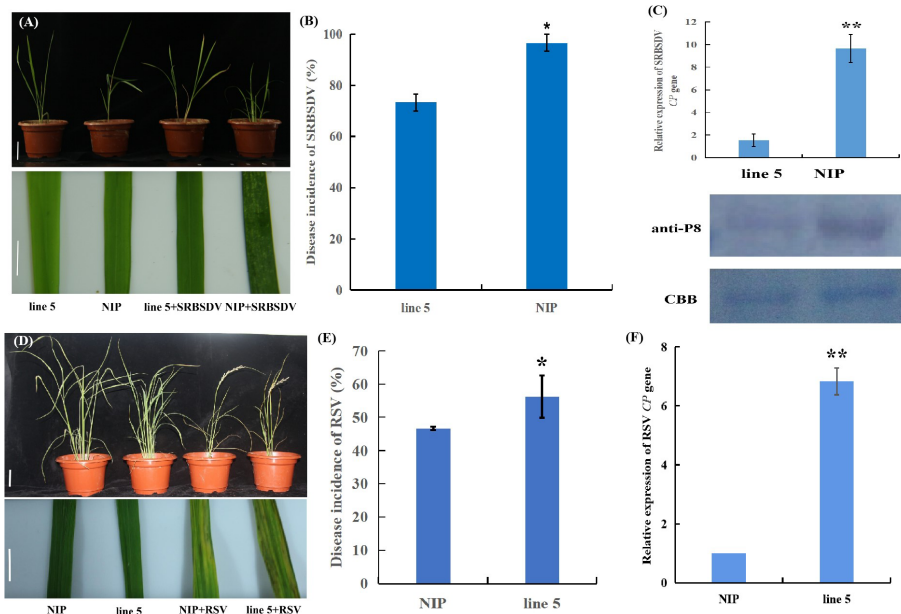 (A)
line 5 NIP line 5+SRBSDV NIP+SRBSDV
(B)
Disease incidence of SRBSDV (%)
120
100
80
60
40
20
0
*
line 5 NIP
(C)
Relative expression of SRBSDV
CP gene
12
10
8
6
4
2
0
**
line 5 NIP
anti-P8
CBB
(D)
NIP line 5 NIP+RSV line 5+RSV
(E)
Disease incidence of RSV (%)
70
60
50
40
30
20
10
0
*
NIP line 5
(F)
Relative expression of RSV CP gene
8
6
4
2
0
**
NIP line 5